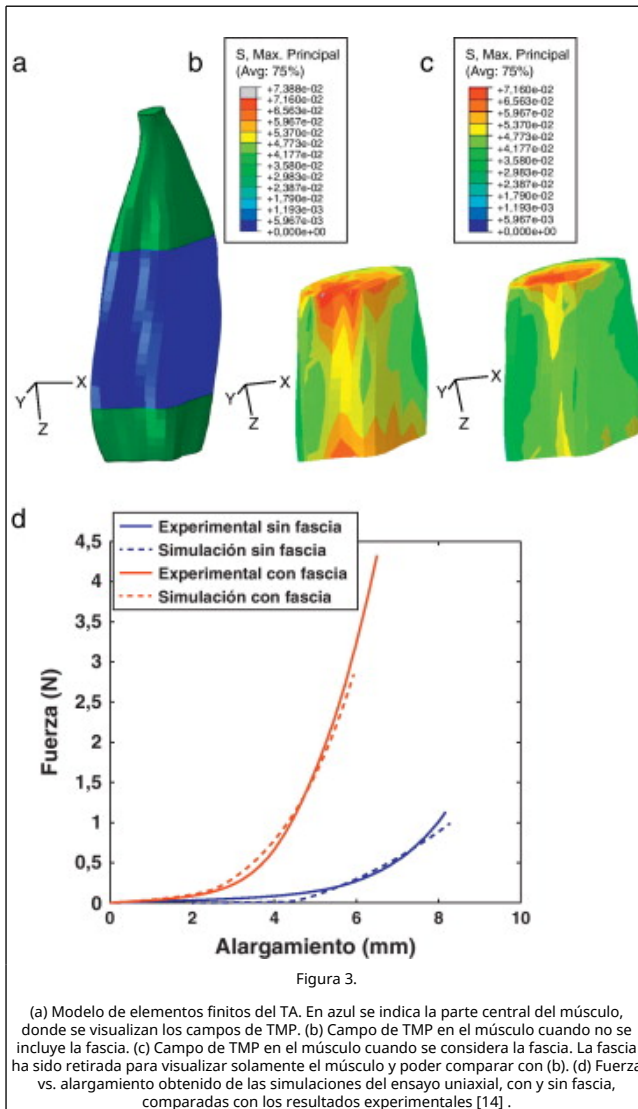 a
b
c
S, Max. Principal
(Avg: 75%)
+7,388e-02
+7,160e-02
+6,563e-02
+5,967e-02
+5,370e-02
+4,773e-02
+4,177e-02
+3,580e-02
+2,983e-02
+2,387e-02
+1,790e-02
+1,193e-03
+5,967e-03
+0,000e+00
S, Max. Principal
(Avg: 75%)
+7,160e-02
+6,563e-02
+5,967e-02
+5,370e-02
+4,773e-02
+4,177e-02
+3,580e-02
+2,983e-02
+2,387e-02
+1,790e-02
+1,193e-03
+5,967e-03
+0,000e+00
X
Y
Z
X
Y
Z
X
Y
Z
d
Experimental sin fascia
Simulación sin fascia
Experimental con fascia
Simulación con fascia
4,5
4
3,5
3
2,5
2
1,5
1
0,5
0
Fuerza (N)
0 2 4 6 8 10
Alargamiento (mm)
Figura 3.
(a) Modelo de elementos finitos del TA. En azul se indica la parte central del músculo,
donde se visualizan los campos de TMP. (b) Campo de TMP en el músculo cuando no se
incluye la fascia. (c) Campo de TMP en el músculo cuando se considera la fascia. La fascia
ha sido retirada para visualizar solamente el músculo y poder comparar con (b). (d) Fuerza
vs. alargamiento obtenido de las simulaciones del ensayo uniaxial, con y sin fascia,
comparadas con los resultados experimentales [14] .